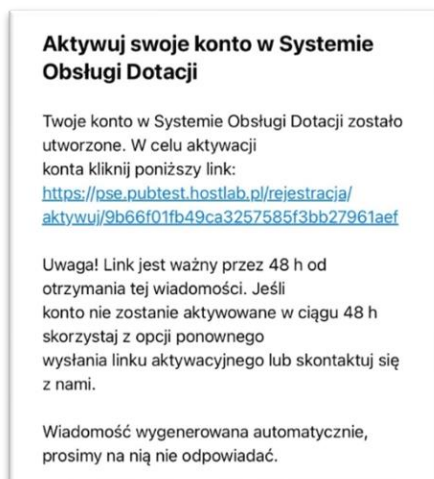 Aktywuj swoje konto w Systemie
Obsługi Dotacji
Twoje konto w Systemie Obsługi Dotacji zostało
utworzone. W celu aktywacji
konta kliknij poniższy link:
https://pse.pubtest.hostlab.pl/rejestracja/
aktywuj/9b66f01fb49ca3257585f3bb27961aef
Uwaga! Link jest ważny przez 48 h od
otrzymania tej wiadomości. Jeśli
konto nie zostanie aktywowane w ciągu 48 h
skorzystaj z opcji ponownego
wysłania linku aktywacyjnego lub skontaktuj się
z nami.
Wiadomość wygenerowana automatycznie,
prosimy na nią nie odpowiadać.